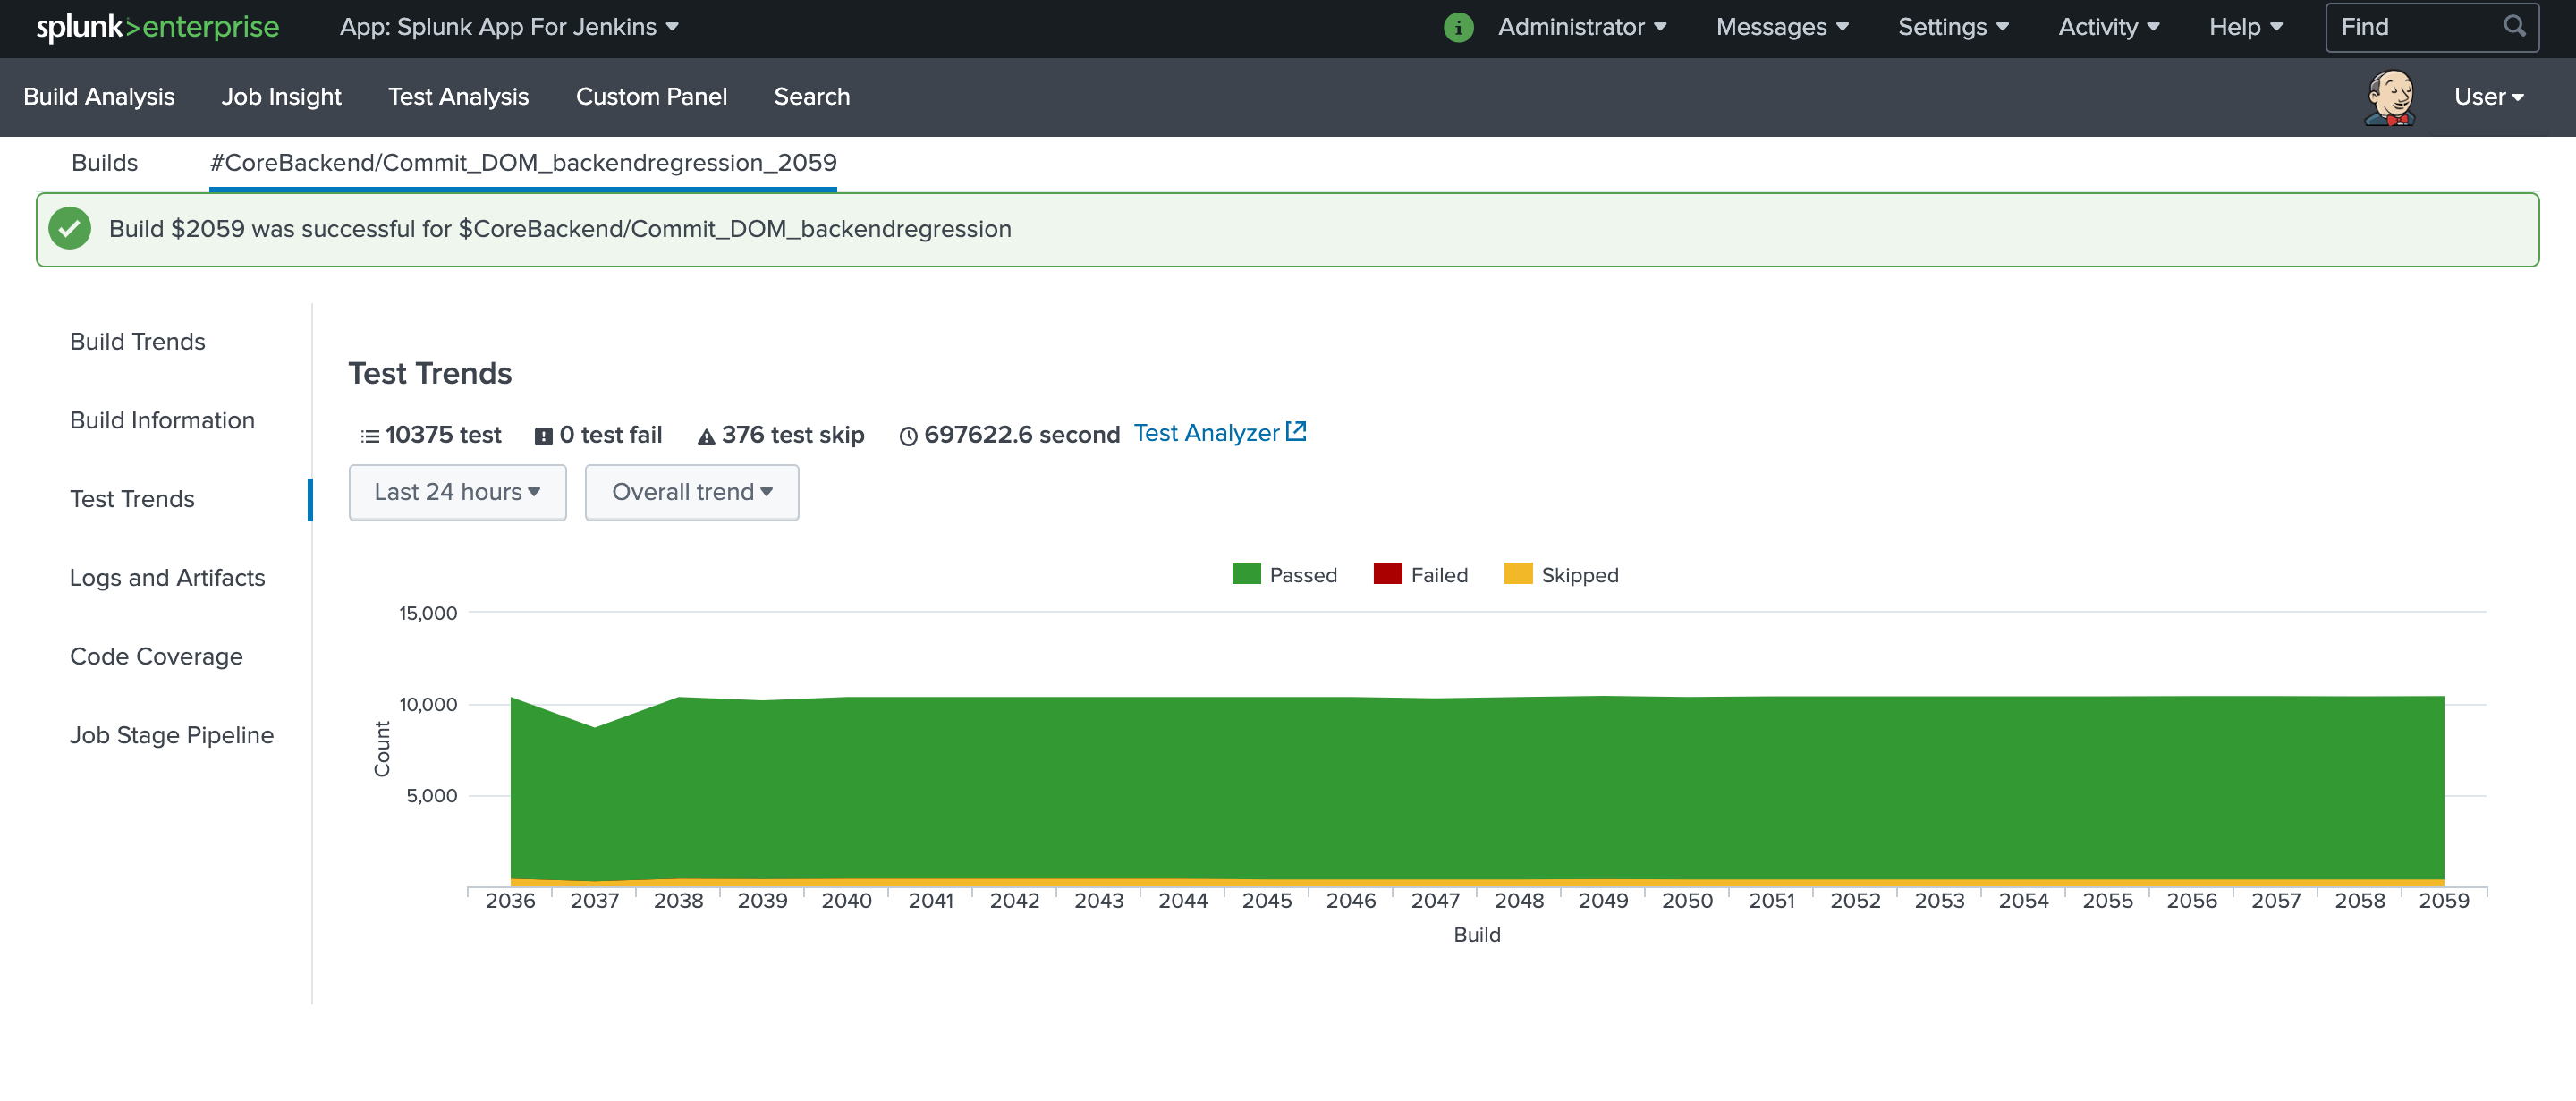 splunk>enterprise App: Splunk App For Jenkins i Administrator Messages Settings Activity Help Find
Build Analysis Job Insight Test Analysis Custom Panel Search User
Builds #CoreBackend/Commit_DOM_backendregression_2059
Build $2059 was successful for $CoreBackend/Commit_DOM_backendregression
Build Trends
Build Information
Test Trends
Logs and Artifacts
Code Coverage
Job Stage Pipeline
Test Trends
10375 test 0 test fail 376 test skip 697622.6 second Test Analyzer
Last 24 hours Overall trend
Passed Failed Skipped
15,000
10,000
5,000
Count
2036 2037 2038 2039 2040 2041 2042 2043 2044 2045 2046 2047 2048 2049 2050 2051 2052 2053 2054 2055 2056 2057 2058 2059
Build